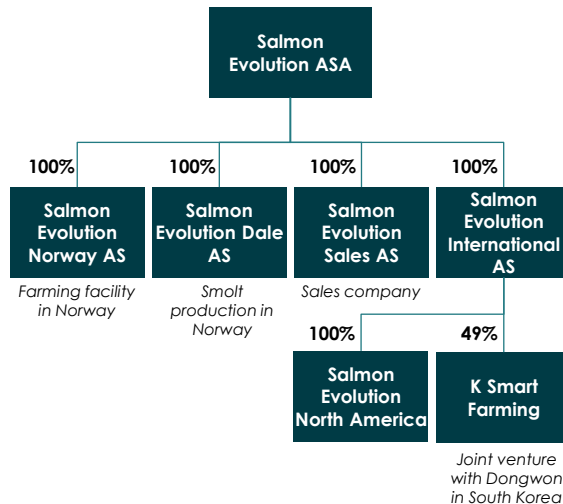 Salmon
Evolution ASA
100%
100%
100%
100%
Salmon
Evolution
Norway AS
Salmon
Evolution Dale
AS
Salmon
Evolution
Sales AS
Salmon
Evolution
International
AS
Farming facility
in Norway
Smolt
production in
Norway
Sales company
100%
49%
Salmon
Evolution
North America
K Smart
Farming
Joint venture
with Dongwon
in South Korea